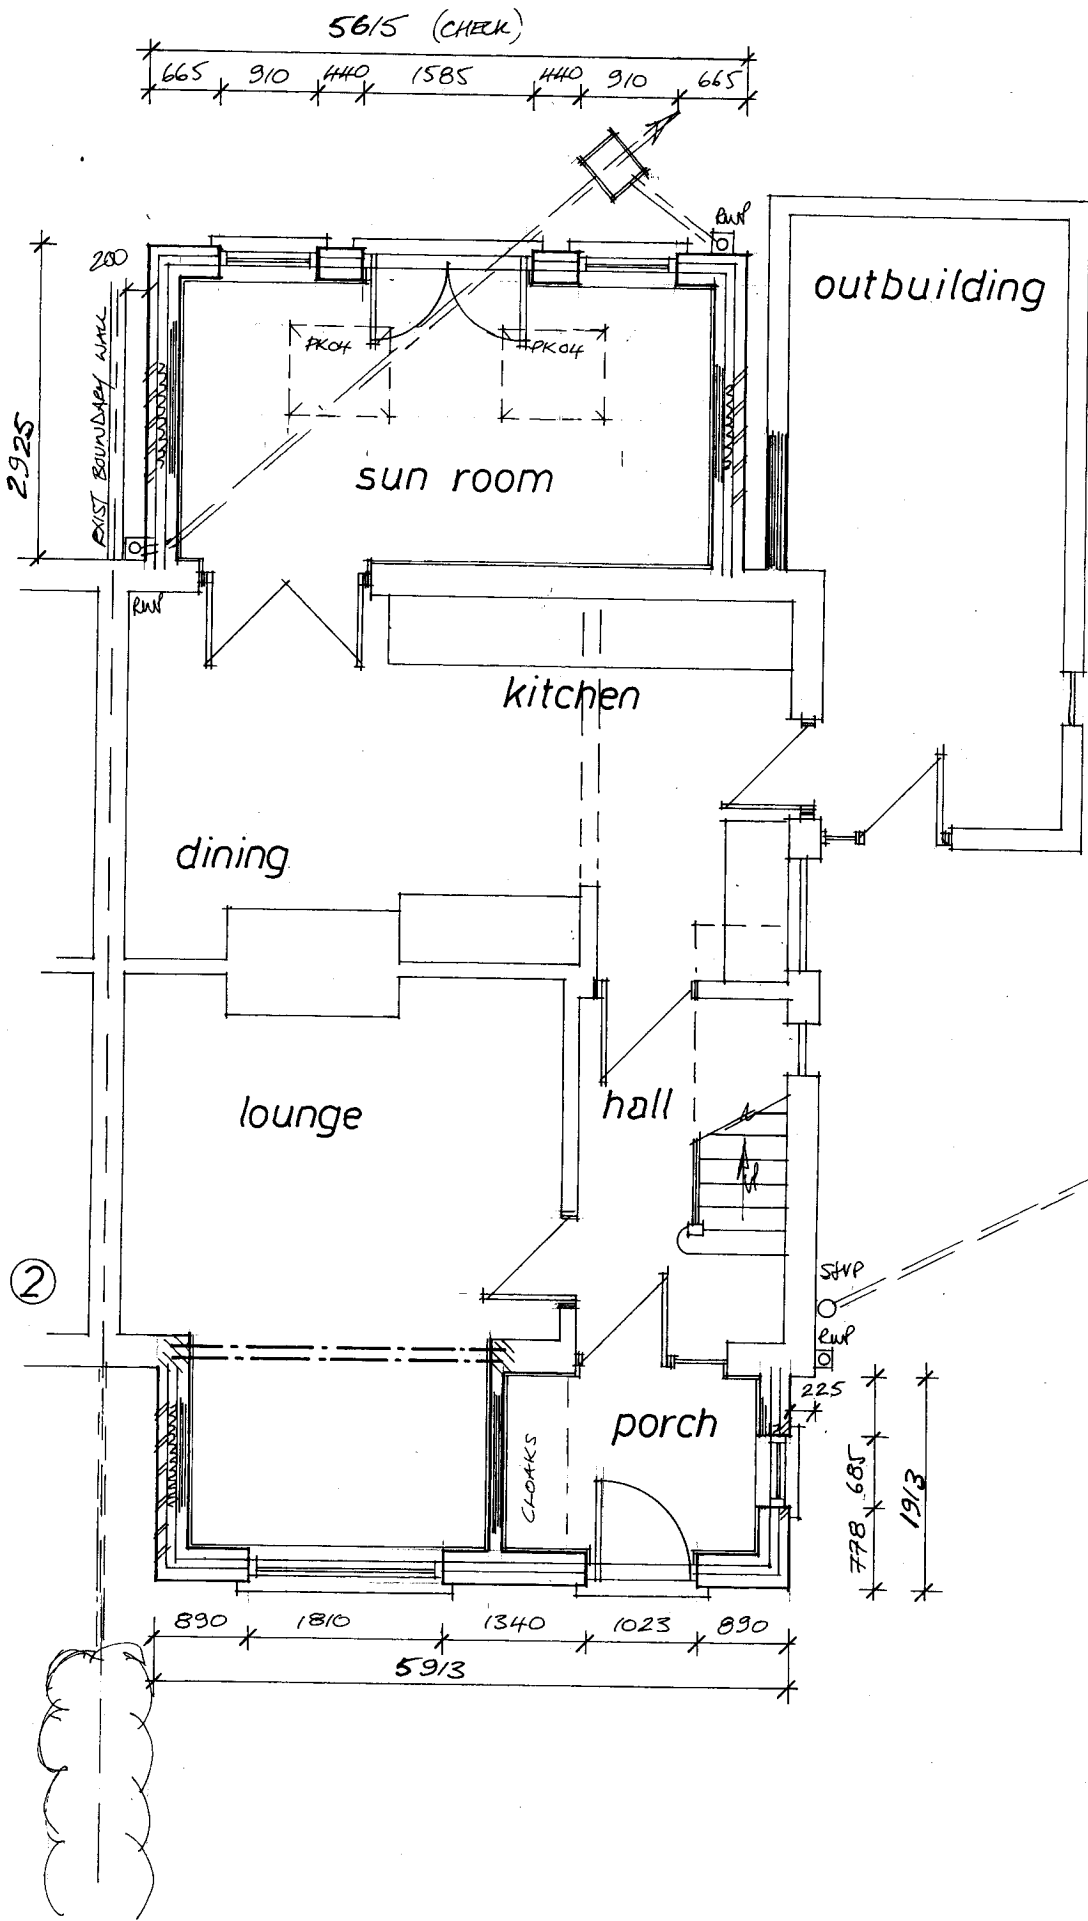 5615 (CHECK)
665 910 440 1585 440 910 665
RWP
200
outbuilding
EXIST BOUNDARY WALL
PK04 PK04
2925
sun room
RWP
kitchen
dining
lounge
hall
UP
2
SVP
RWP
225
porch
CLOAKS
685
778
1913
890 1810 1340 1023 890
5913